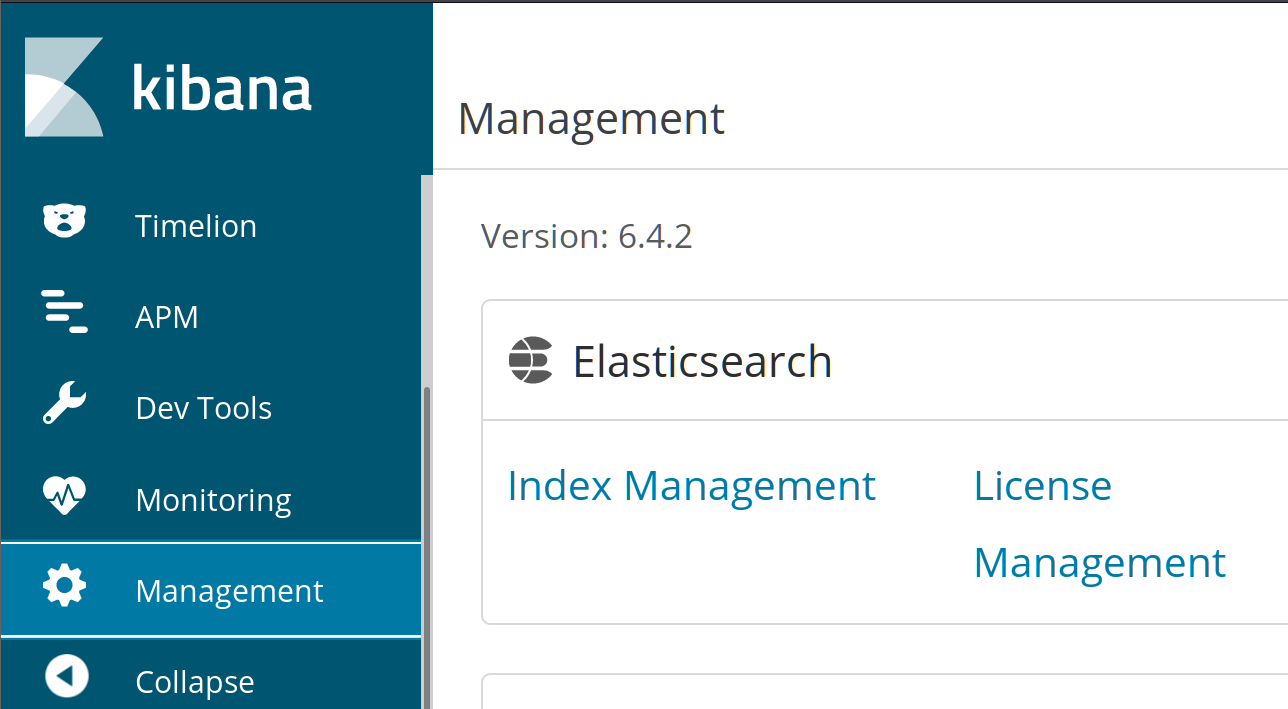 kibana
Timelion
APM
Dev Tools
Monitoring
Management
Collapse
Management
Version: 6.4.2
Elasticsearch
Index Management
License
Management